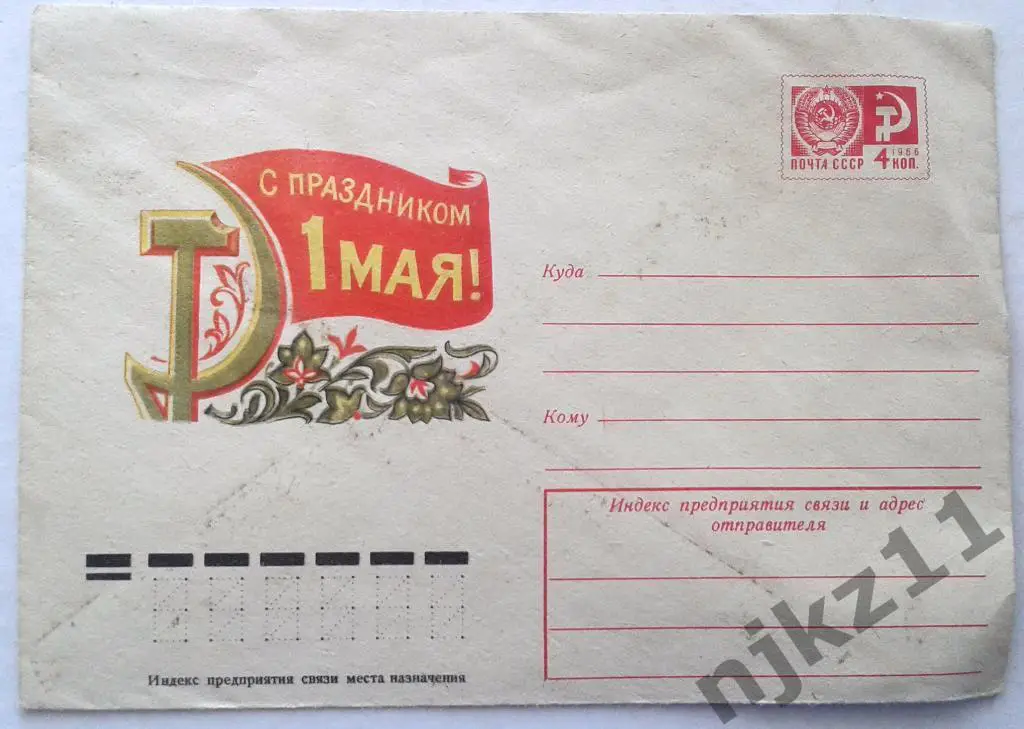 С ПРАЗДНИКОМ
1 МАЯ!
1966
ПОЧТА СССР 4 КОП.
Куда
Кому
Индекс предприятия связи и адрес
отправителя
Индекс предприятия связи места назначения
njkz11